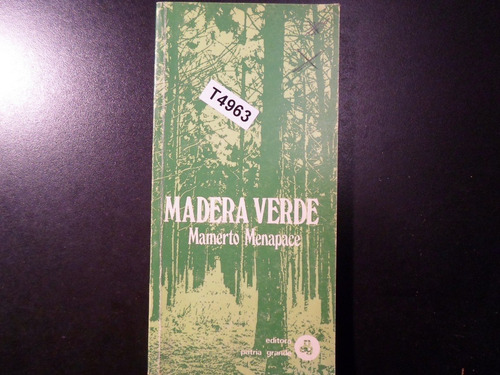 T4963
MADERA VERDE
Mamerto Menapace
editora
patria grande